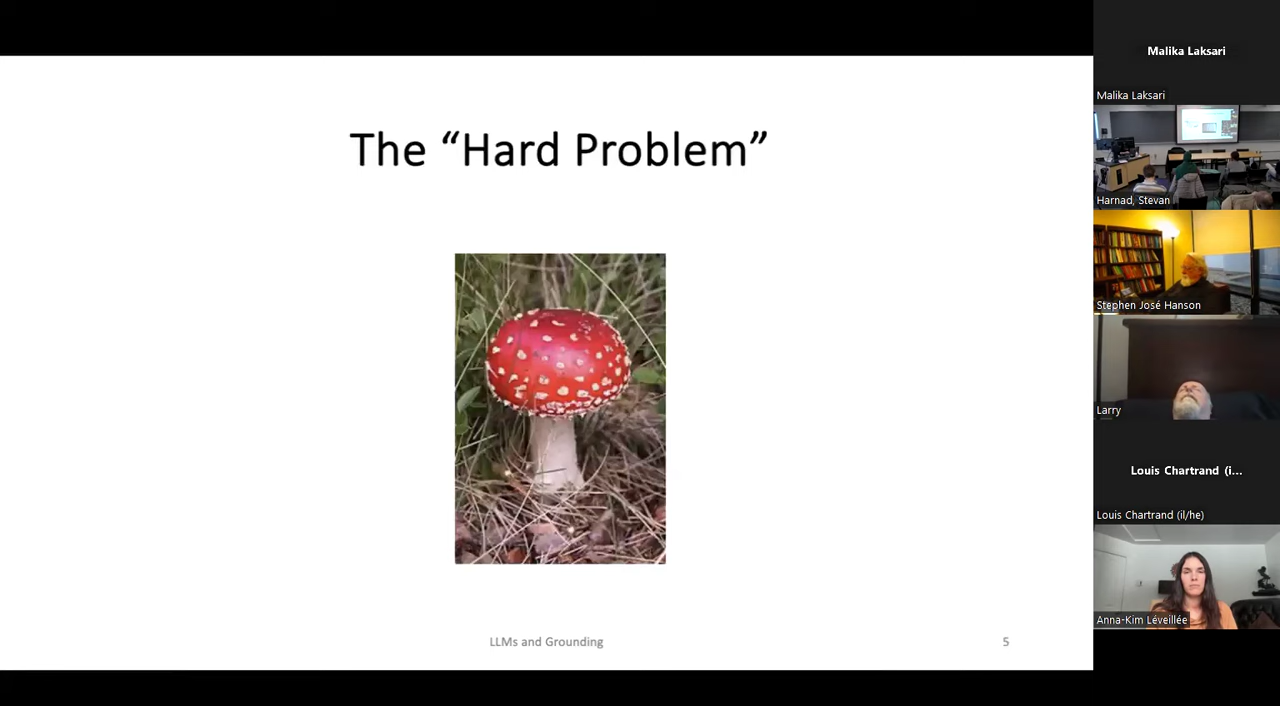 The “Hard Problem”
LLMs and Grounding
5
Malika Laksari
Malika Laksari
Harnad, Stevan
Stephen José Hanson
Larry
Louis Chartrand (i...
Louis Chartrand (il/he)
Anna-Kim Léveillée